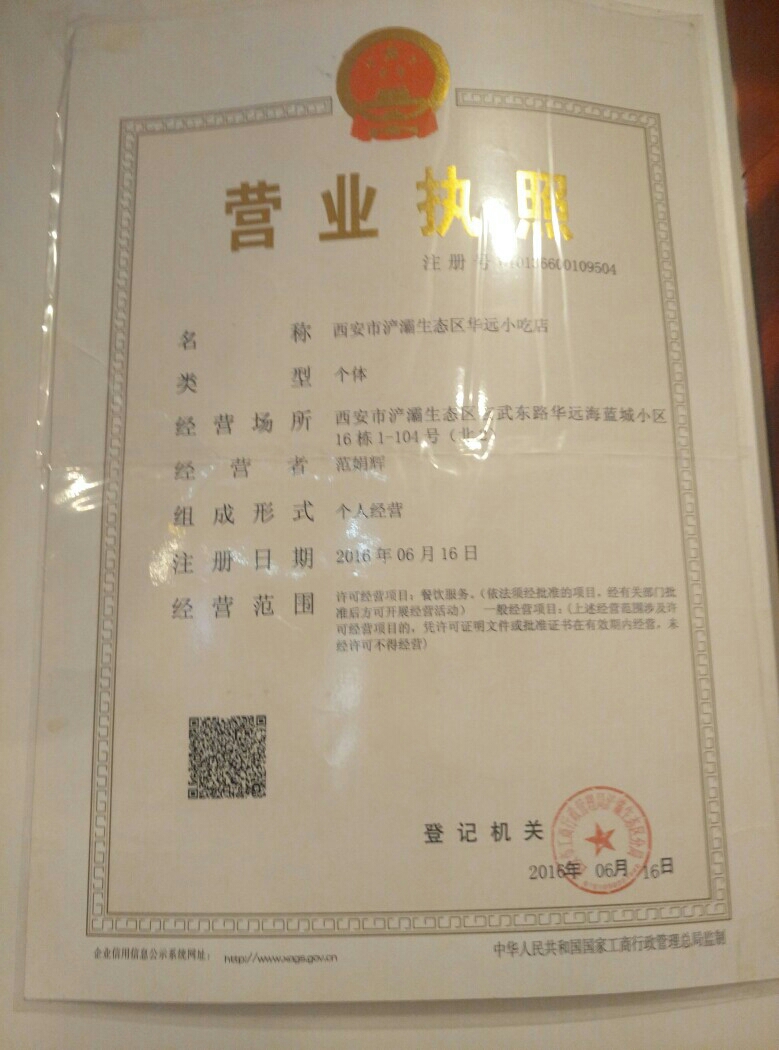 营业执照
注册号 6600109504
名称 西安市浐灞生态区华远小吃店
类型 个体
经营场所 西安市浐灞生态区 武东路华远海蓝城小区
16栋1-104号（北2）
经营者 范娟辉
组成形式 个人经营
注册日期 2016年06月16日
经营范围 许可经营项目：餐饮服务。（依法须经批准的项目，经有关部门批
准后方可开展经营活动） 一般经营项目：（上述经营范围涉及许
可经营项目的，凭许可证明文件或批准证书在有效期内经营，未
经许可不得经营）
登记机关
2016年 06月 16日
企业信用信息公示系统网址： http://www.xags.gov.cn
中华人民共和国国家工商行政管理总局监制